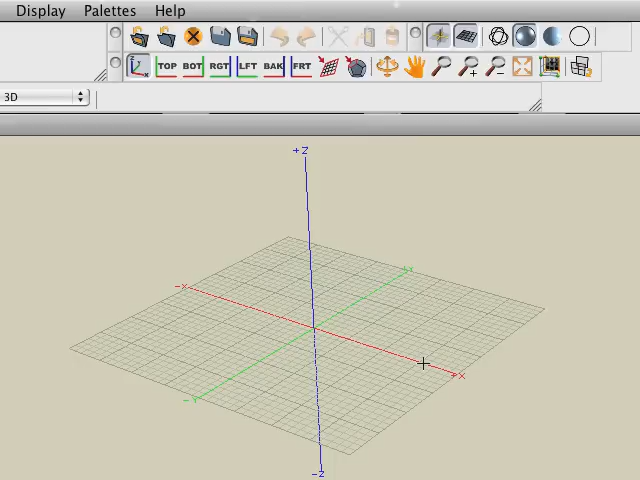 Display Palettes Help
TOP BOT RGT LFT BAK FRT
3D
+Z
-X
+X
-Y
-Z